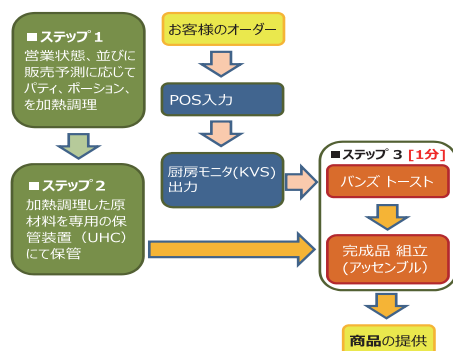 ■ステップ1
営業状態、並びに
販売予測に応じて
パティ、ポーション、
を加熱調理
お客様のオーダー
POS入力
厨房モニタ(KVS)
出力
■ステップ2
加熱調理した原
材料を専用の保
管装置（UHC）
にて保管
■ステップ3 [1分]
バンズ トースト
完成品 組立
(アッセンブル)
商品の提供